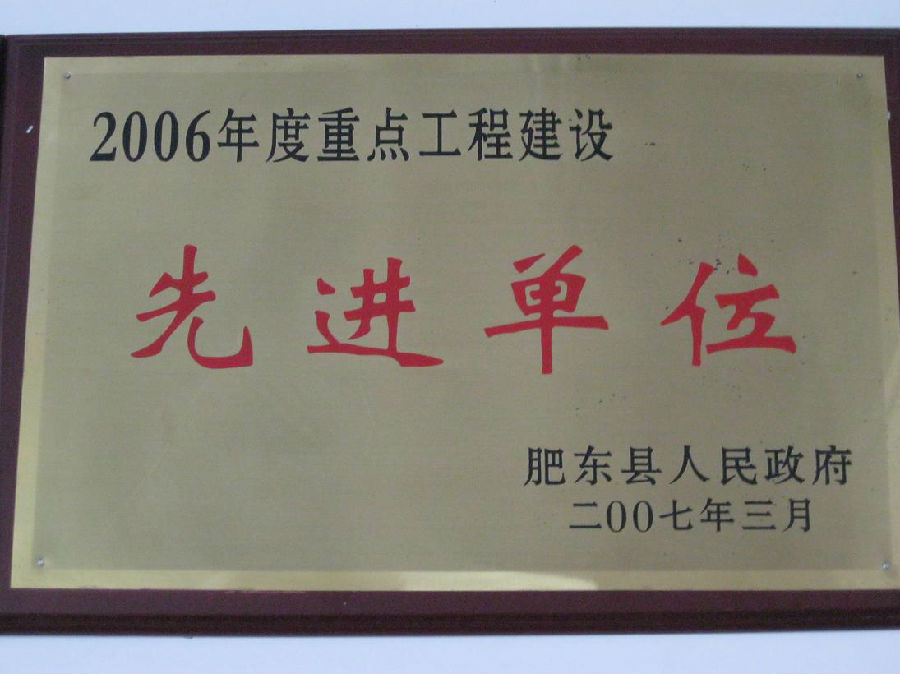 2006年度重点工程建设
先进单位
肥东县人民政府
二00七年三月